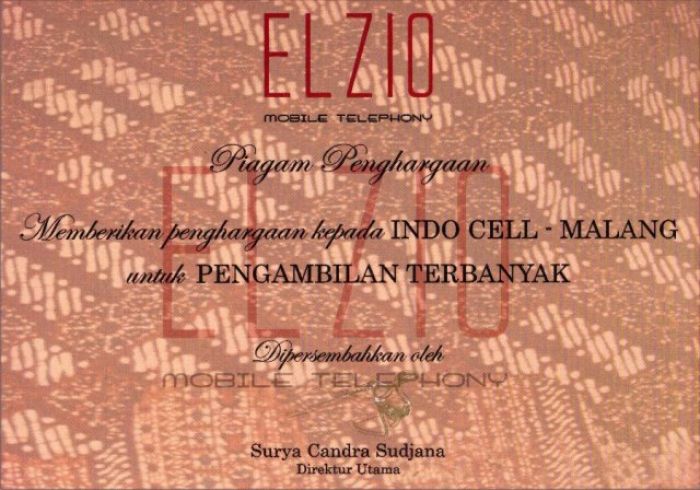 ELZIO
MOBILE TELEPHONY
Piagam Penghargaan
Memberikan penghargaan kepada INDO CELL - MALANG
untuk PENGAMBILAN TERBANYAK
ELZIO
Dipersembahkan oleh
MOBILE TELEPHONY
Surya Candra Sudjana
Direktur Utama